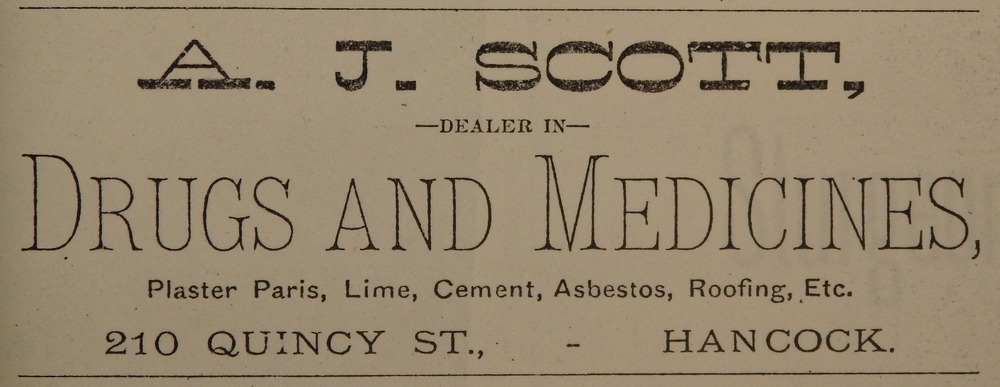 A. J. SCOTT,
—DEALER IN—
DRUGS AND MEDICINES,
Plaster Paris, Lime, Cement, Asbestos, Roofing, Etc.
210 QUINCY ST., - HANCOCK.